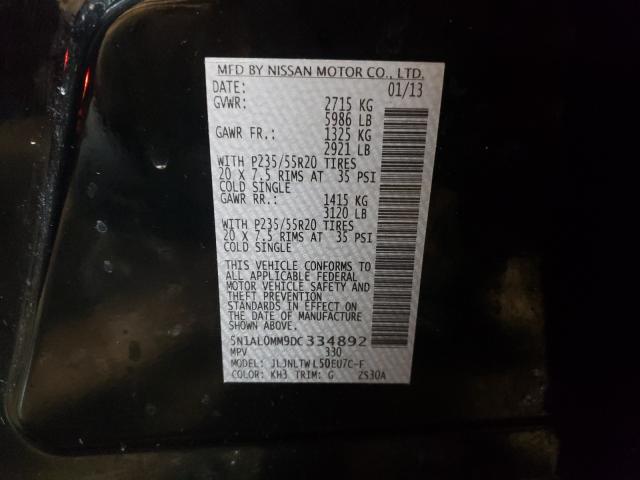 MFD BY NISSAN MOTOR CO., LTD.
DATE: 01/13
GVWR: 2715 KG
5986 LB
GAWR FR.: 1325 KG
2921 LB
WITH P235/55R20 TIRES
20 X 7.5 RIMS AT 35 PSI
COLD SINGLE
GAWR RR.: 1415 KG
3120 LB
WITH P235/55R20 TIRES
20 X 7.5 RIMS AT 35 PSI
COLD SINGLE
THIS VEHICLE CONFORMS TO
ALL APPLICABLE FEDERAL
MOTOR VEHICLE SAFETY AND
THEFT PREVENTION
STANDARDS IN EFFECT ON
THE DATE OF MANUFACTURE
SHOWN ABOVE.
5N1AL0MM9DC334892
MPV 330
MODEL: JLJNLTWL50EU7C-F
COLOR: KH3 TRIM: G ZS30A